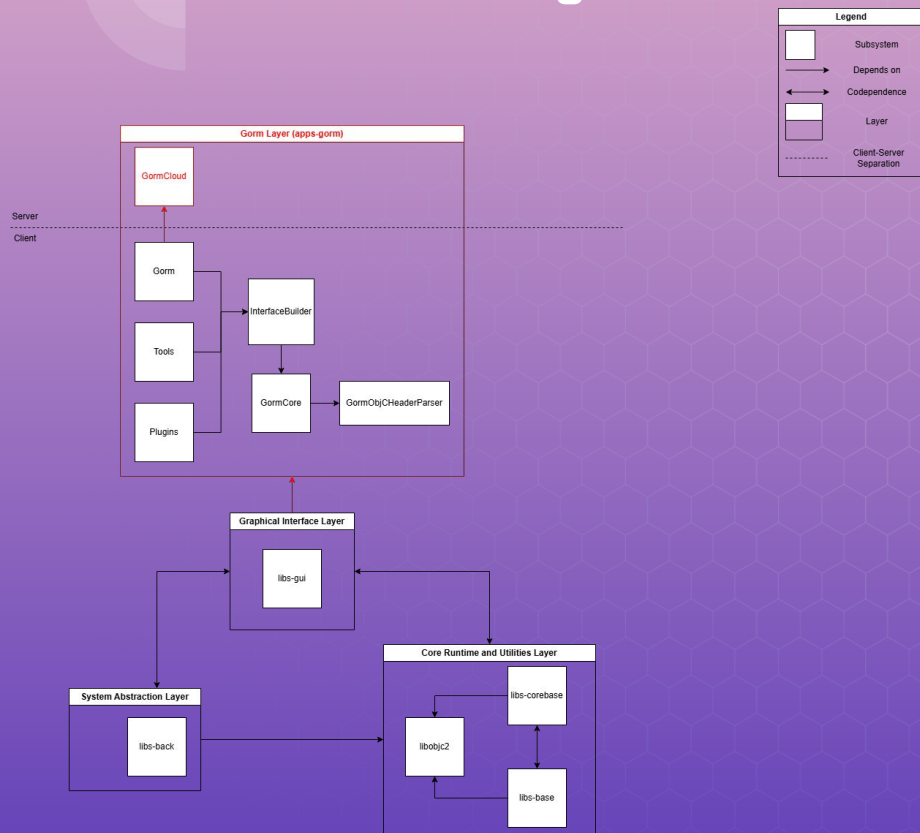 Legend
Subsystem
Depends on
Codependence
Layer
Client-Server
Separation
Gorm Layer (apps-gorm)
GormCloud
Server
Client
Gorm
InterfaceBuilder
Tools
GormCore
GormObjCHeaderParser
Plugins
Graphical Interface Layer
libs-gui
Core Runtime and Utilities Layer
System Abstraction Layer
libs-corebase
libs-back
libobjc2
libs-base